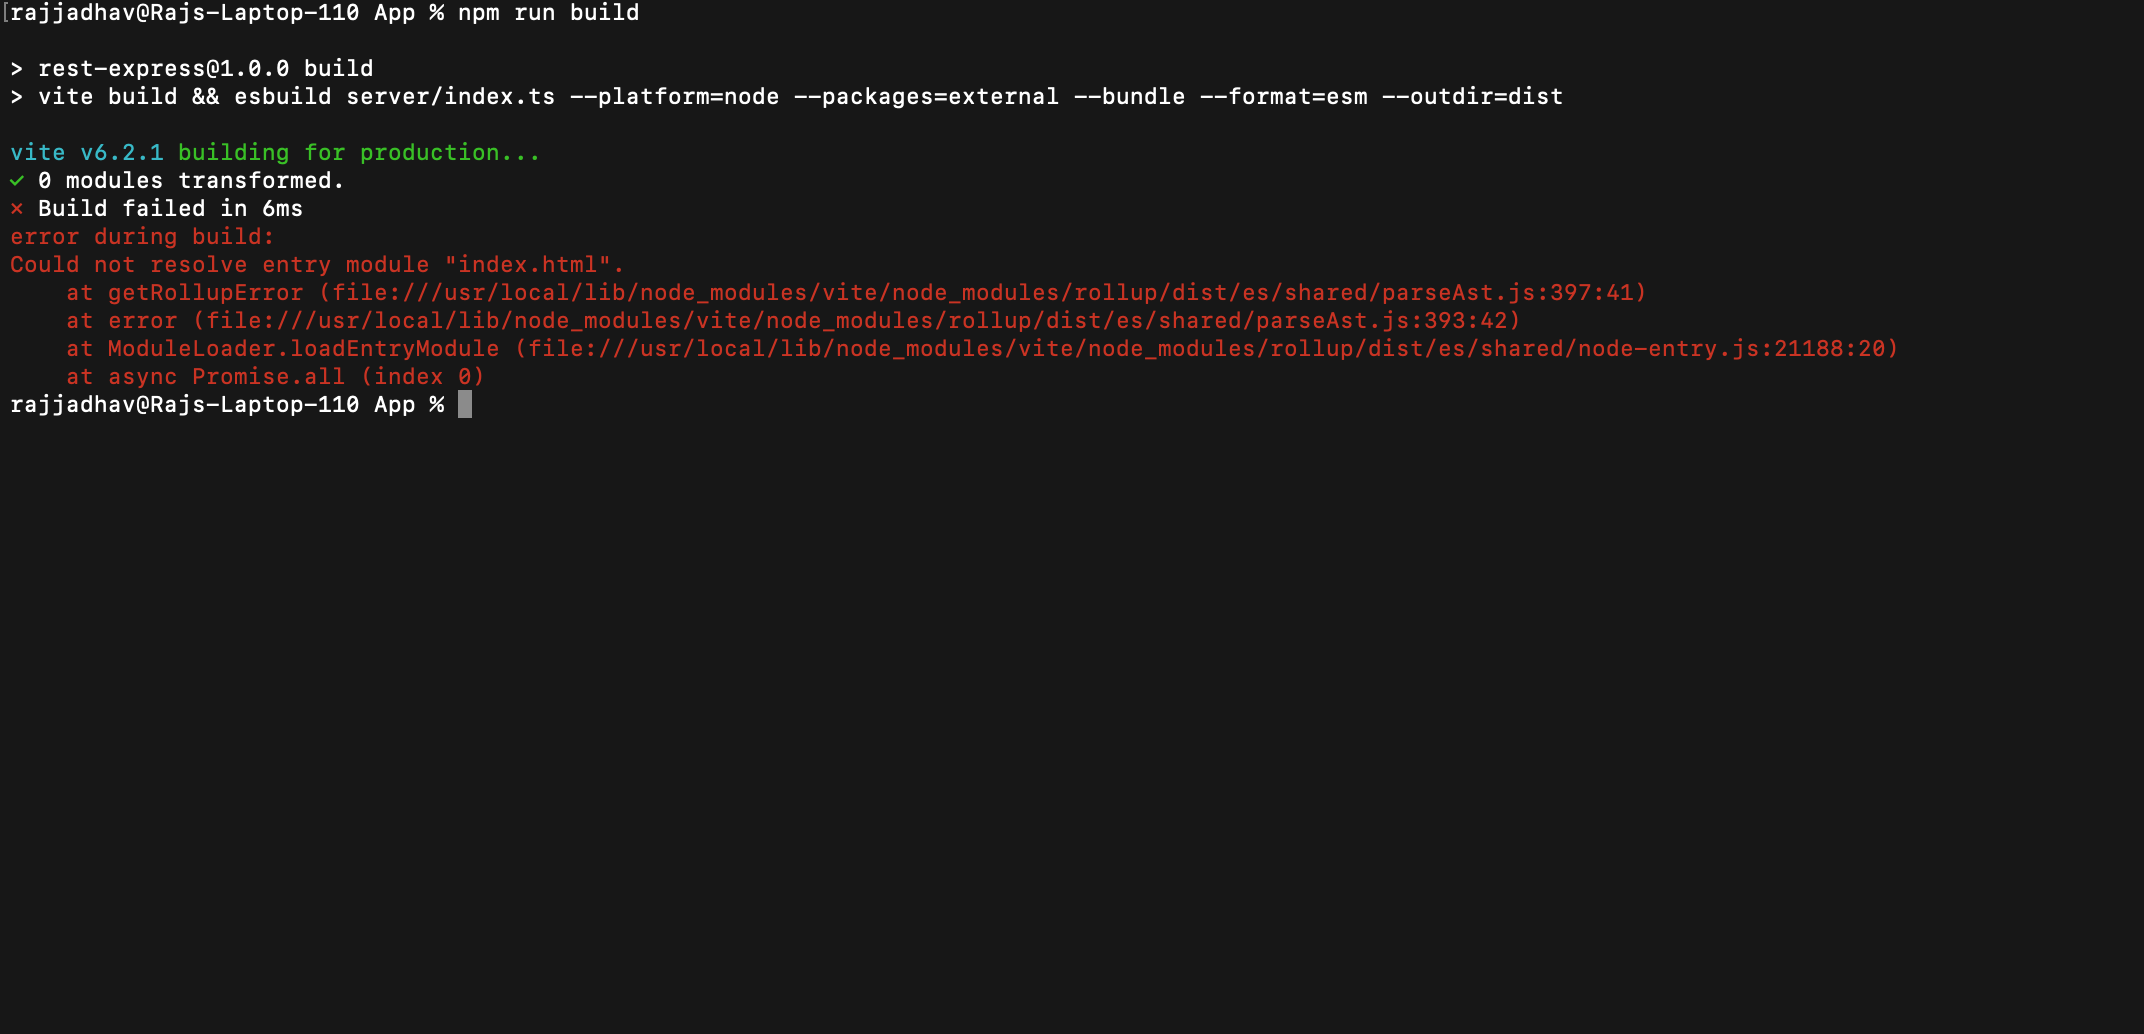 [rajjadhav@Rajs-Laptop-110 App % npm run build
> rest-express@1.0.0 build
> vite build && esbuild server/index.ts --platform=node --packages=external --bundle --format=esm --outdir=dist
vite v6.2.1 building for production...
✓ 0 modules transformed.
✗ Build failed in 6ms
error during build:
Could not resolve entry module "index.html".
    at getRollupError (file:///usr/local/lib/node_modules/vite/node_modules/rollup/dist/es/shared/parseAst.js:397:41)
    at error (file:///usr/local/lib/node_modules/vite/node_modules/rollup/dist/es/shared/parseAst.js:393:42)
    at ModuleLoader.loadEntryModule (file:///usr/local/lib/node_modules/vite/node_modules/rollup/dist/es/shared/node-entry.js:21188:20)
    at async Promise.all (index 0)
rajjadhav@Rajs-Laptop-110 App %